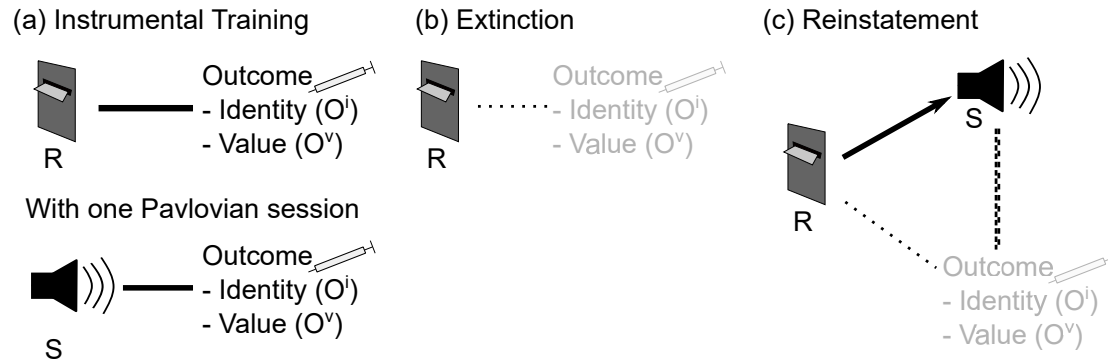 (a) Instrumental Training
Outcome
- Identity (Oⁱ)
- Value (Oᵛ)
R
With one Pavlovian session
Outcome
- Identity (Oⁱ)
- Value (Oᵛ)
S
(b) Extinction
Outcome
- Identity (Oⁱ)
- Value (Oᵛ)
R
(c) Reinstatement
S
R
Outcome
- Identity (Oⁱ)
- Value (Oᵛ)